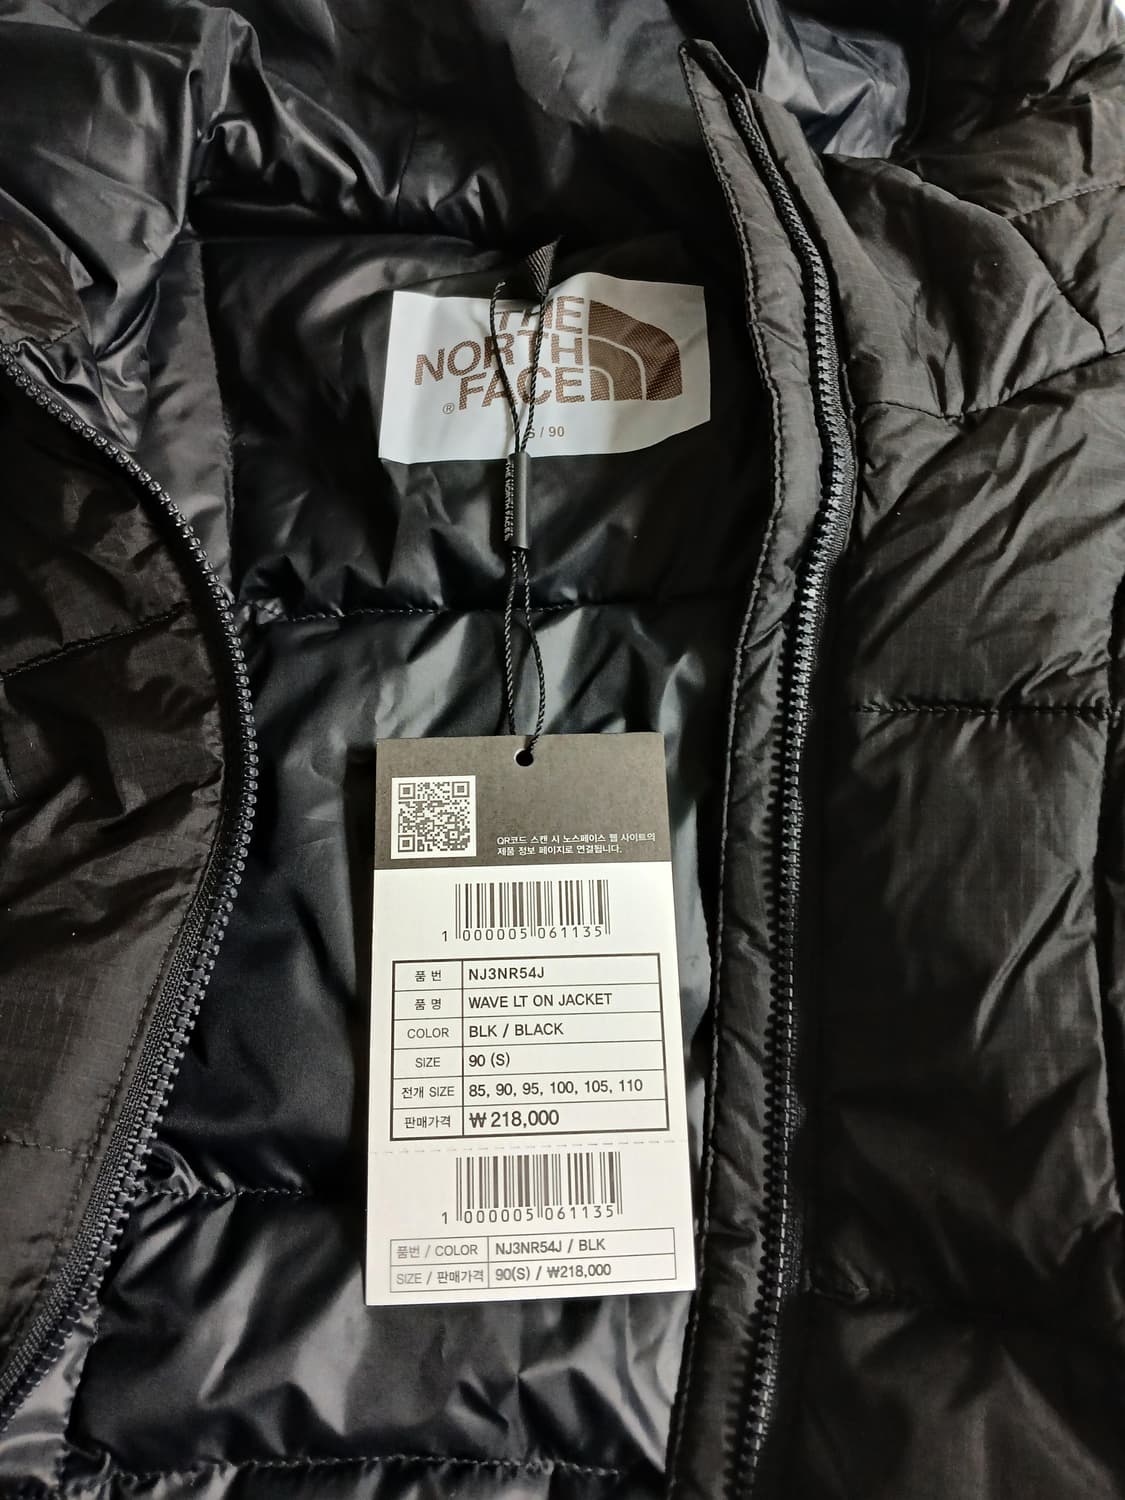 THE
NORTH
® FACE
S / 90
QR코드 스캔 시 노스페이스 웹 사이트의
제품 정보 페이지로 연결됩니다.
1 000005 061135
품 번 NJ3NR54J
품 명 WAVE LT ON JACKET
COLOR BLK / BLACK
SIZE 90 (S)
전개 SIZE 85, 90, 95, 100, 105, 110
판매가격 ₩ 218,000
1 000005 061135
품번 / COLOR NJ3NR54J / BLK
SIZE / 판매가격 90(S) / ₩218,000